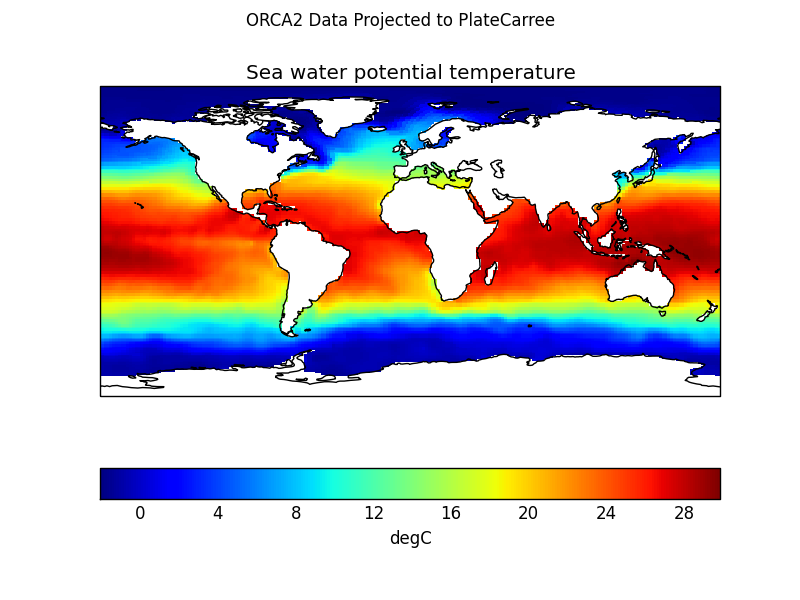 ORCA2 Data Projected to PlateCarree
Sea water potential temperature
0 4 8 12 16 20 24 28
degC